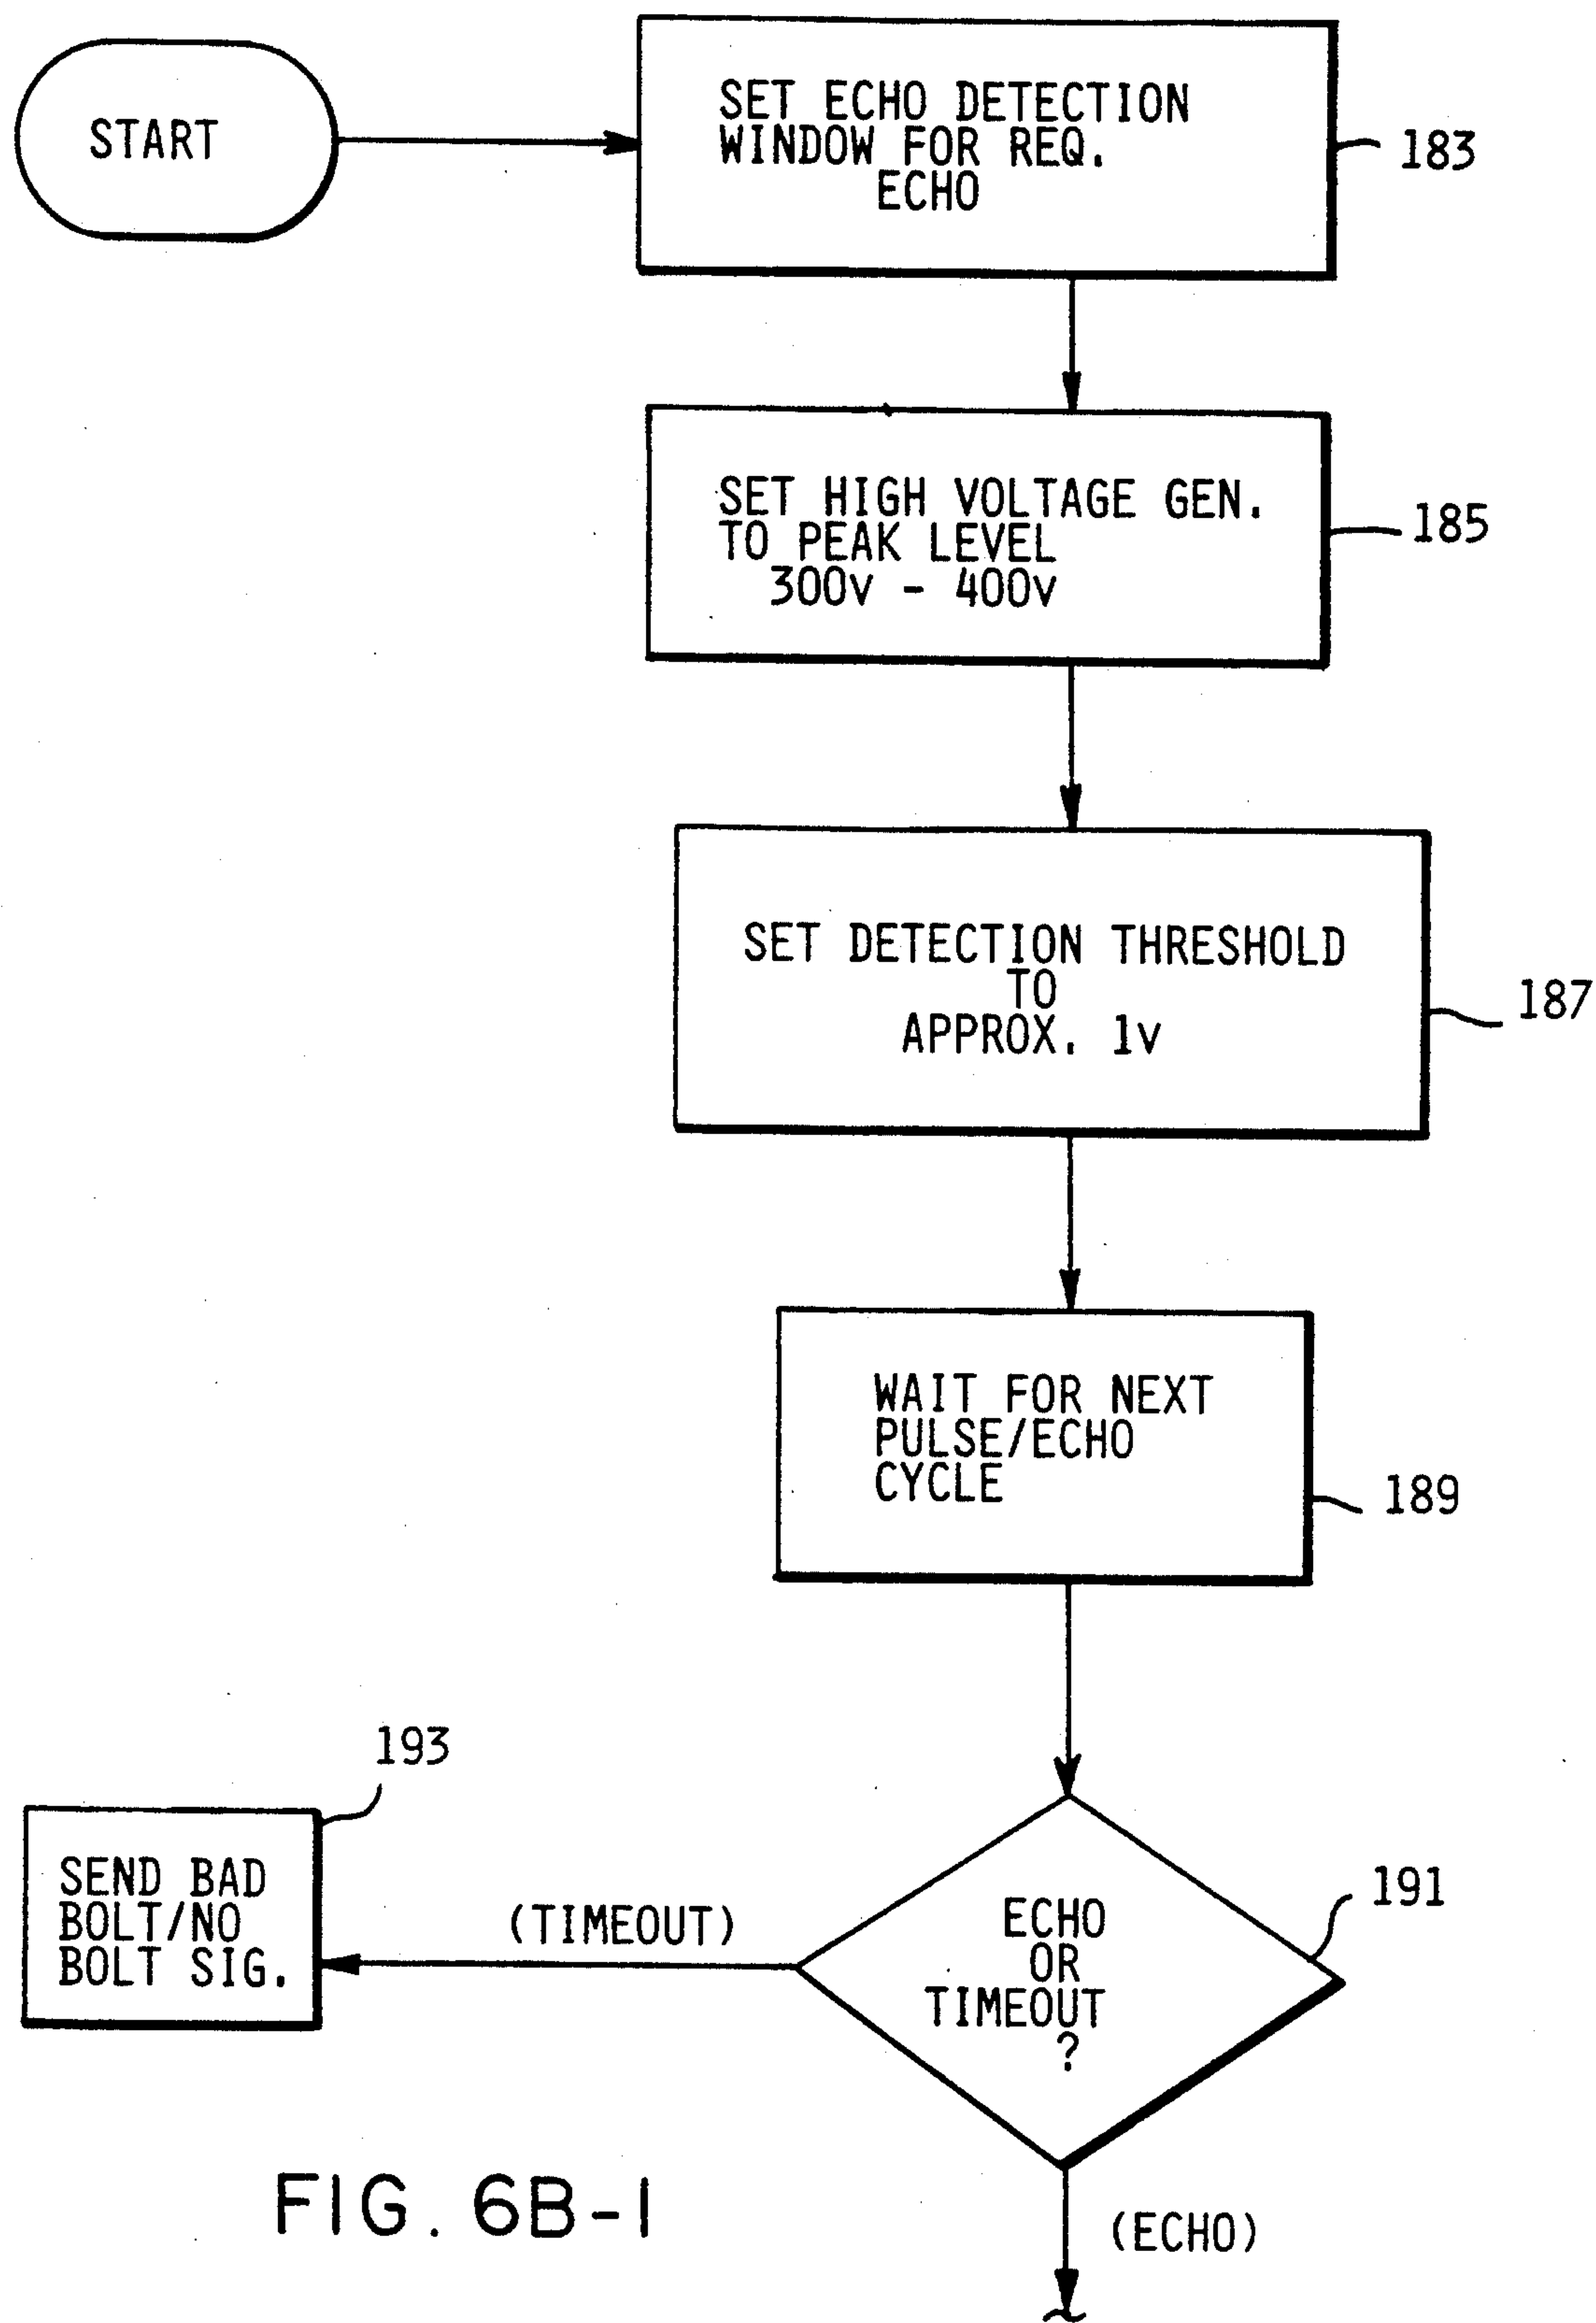 START
SET ECHO DETECTION
WINDOW FOR REQ.
ECHO
183
SET HIGH VOLTAGE GEN.
TO PEAK LEVEL
300v - 400v
185
SET DETECTION THRESHOLD
TO
APPROX. 1v
187
WAIT FOR NEXT
PULSE/ECHO
CYCLE
189
193
SEND BAD
BOLT/NO
BOLT SIG.
(TIMEOUT)
ECHO
OR
TIMEOUT
?
191
(ECHO)
FIG. 6B-1